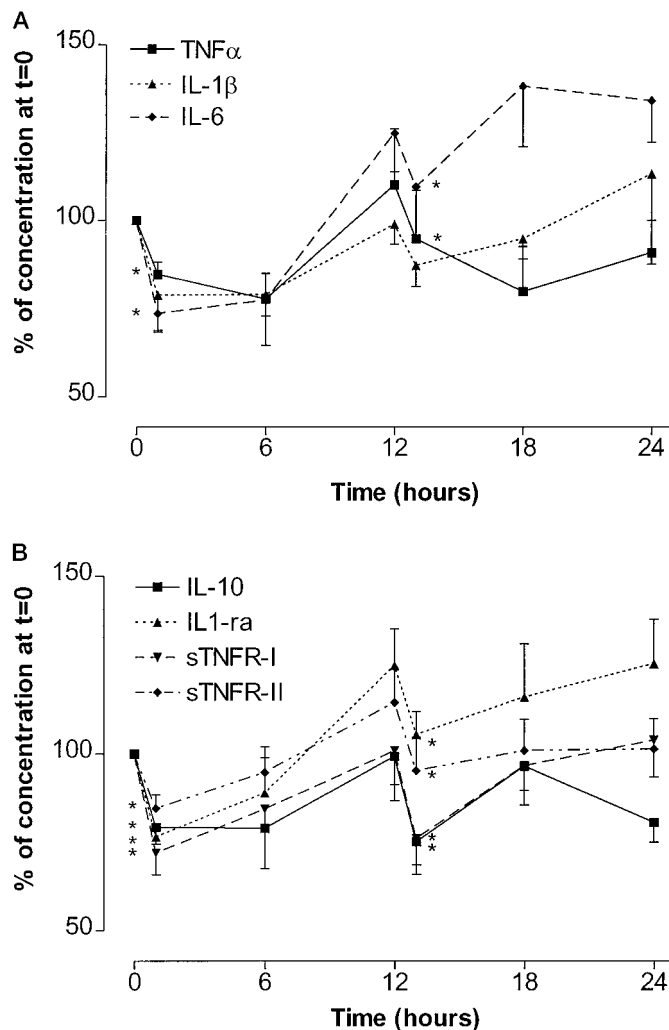 A
150
TNFα
IL-1β
IL-6
% of concentration at t=0
100
*
*
*
*
50
0 6 12 18 24
Time (hours)
B
150
IL-10
IL1-ra
sTNFR-I
sTNFR-II
% of concentration at t=0
100
*
*
*
*
*
*
*
*
50
0 6 12 18 24
Time (hours)